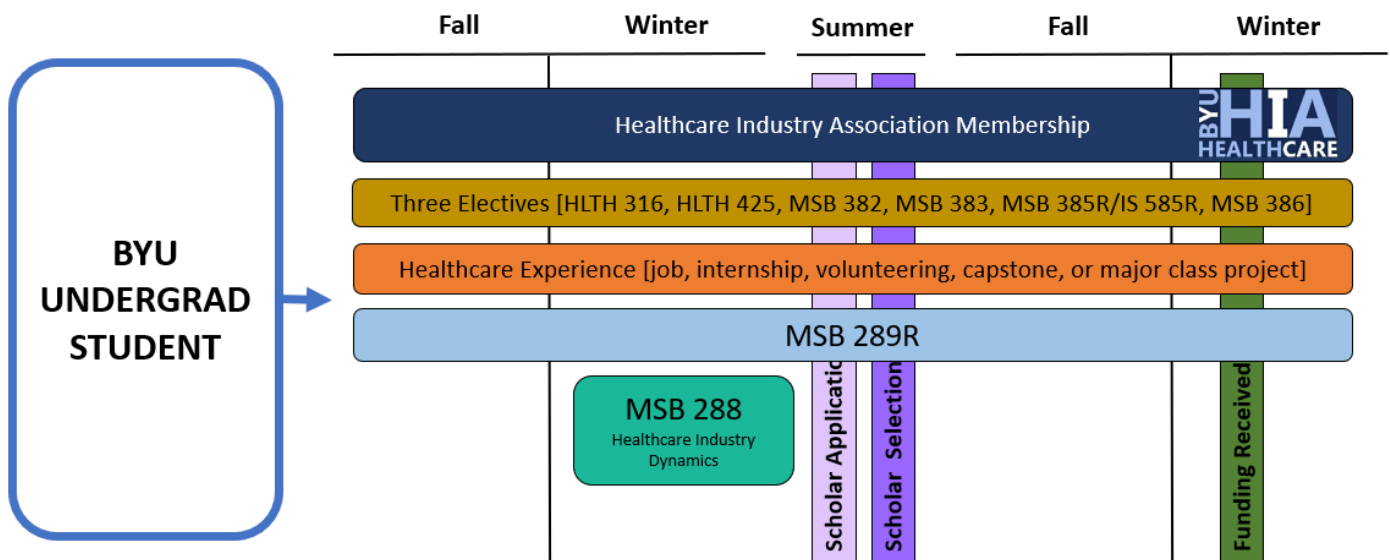 Fall
Winter
Summer
Fall
Winter
BYU
UNDERGRAD
STUDENT
Healthcare Industry Association Membership
BYU
HIA
HEALTHCARE
Three Electives [HLTH 316, HLTH 425, MSB 382, MSB 383, MSB 385R/IS 585R, MSB 386]
Healthcare Experience [job, internship, volunteering, capstone, or major class project]
MSB 289R
MSB 288
Healthcare Industry
Dynamics
Scholar Applicatio
Scholar Selection
Funding Received